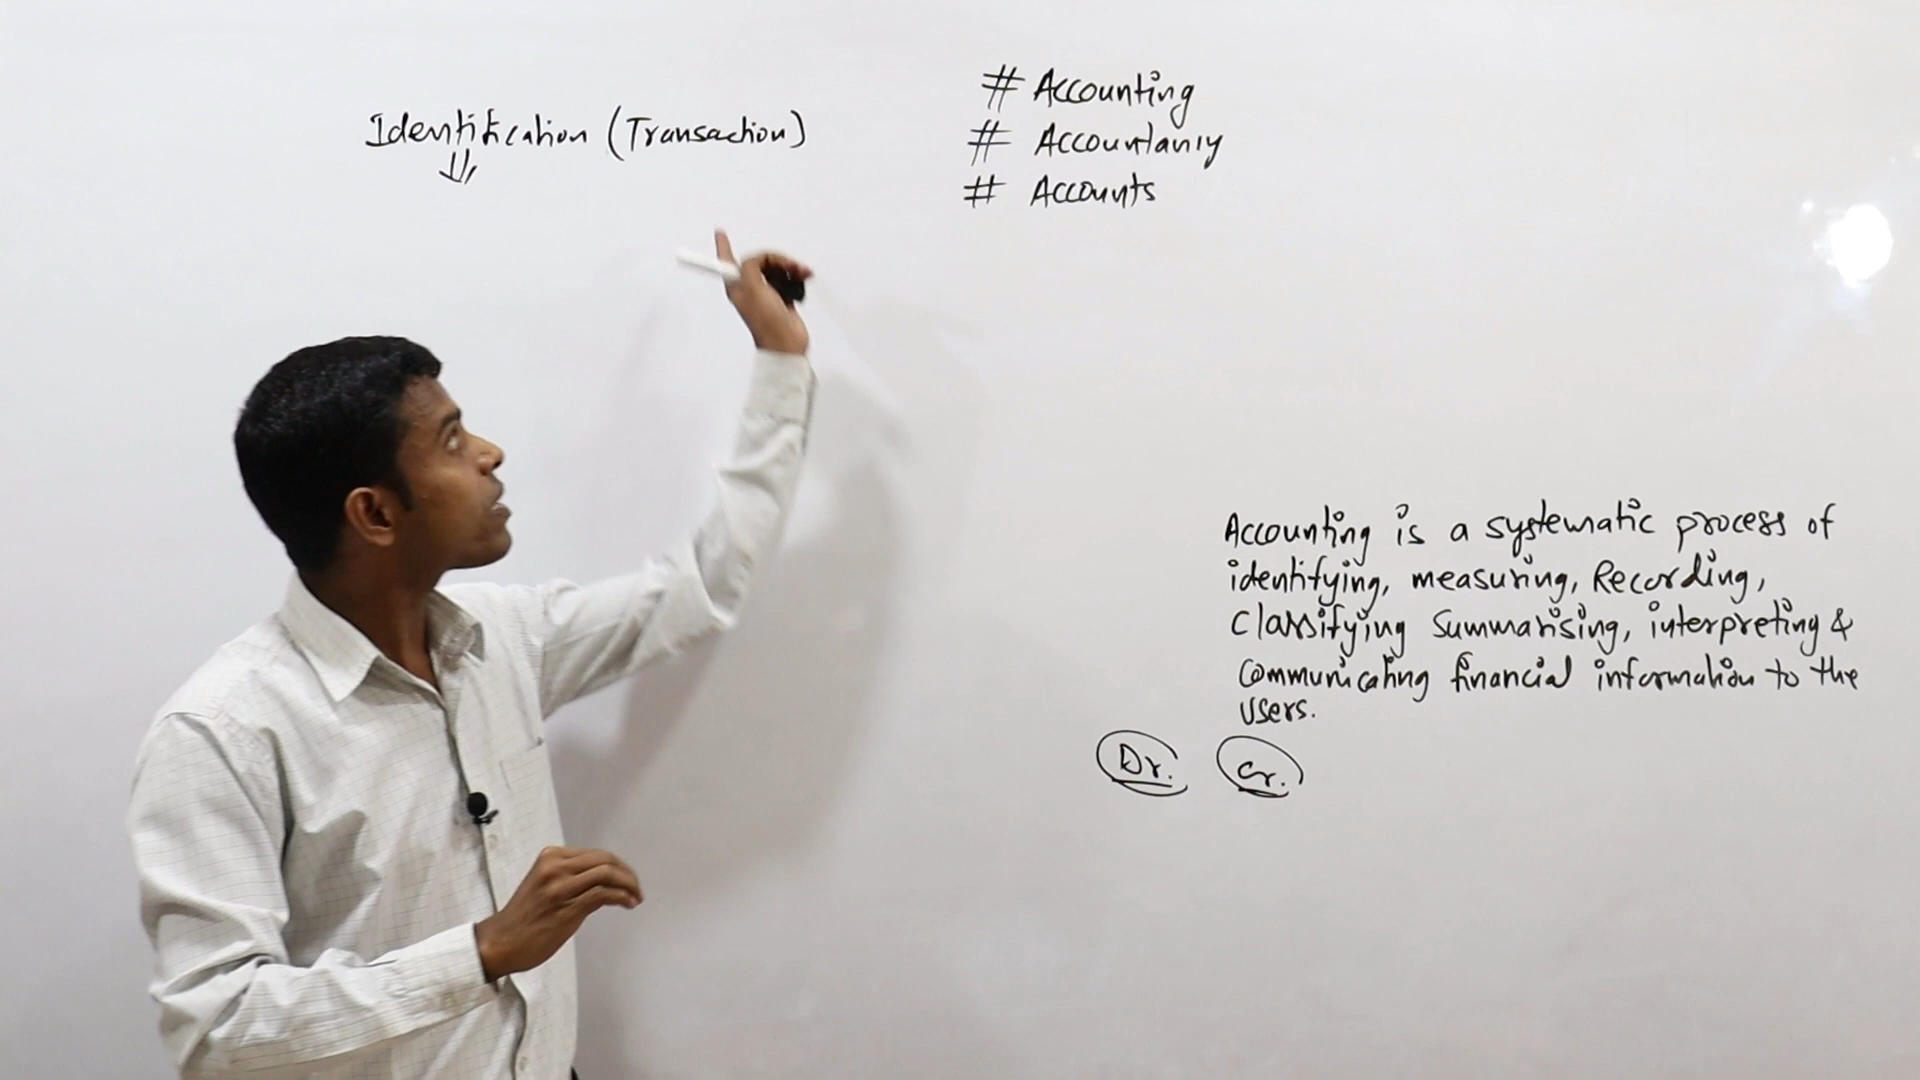 # Accounting
Identification (Transaction)
# Accountancy
# Accounts
Accounting is a systematic process of
identifying, measuring, Recording,
Classifying Summarising, interpreting &
Communicating financial information to the
users.
Dr. Cr.